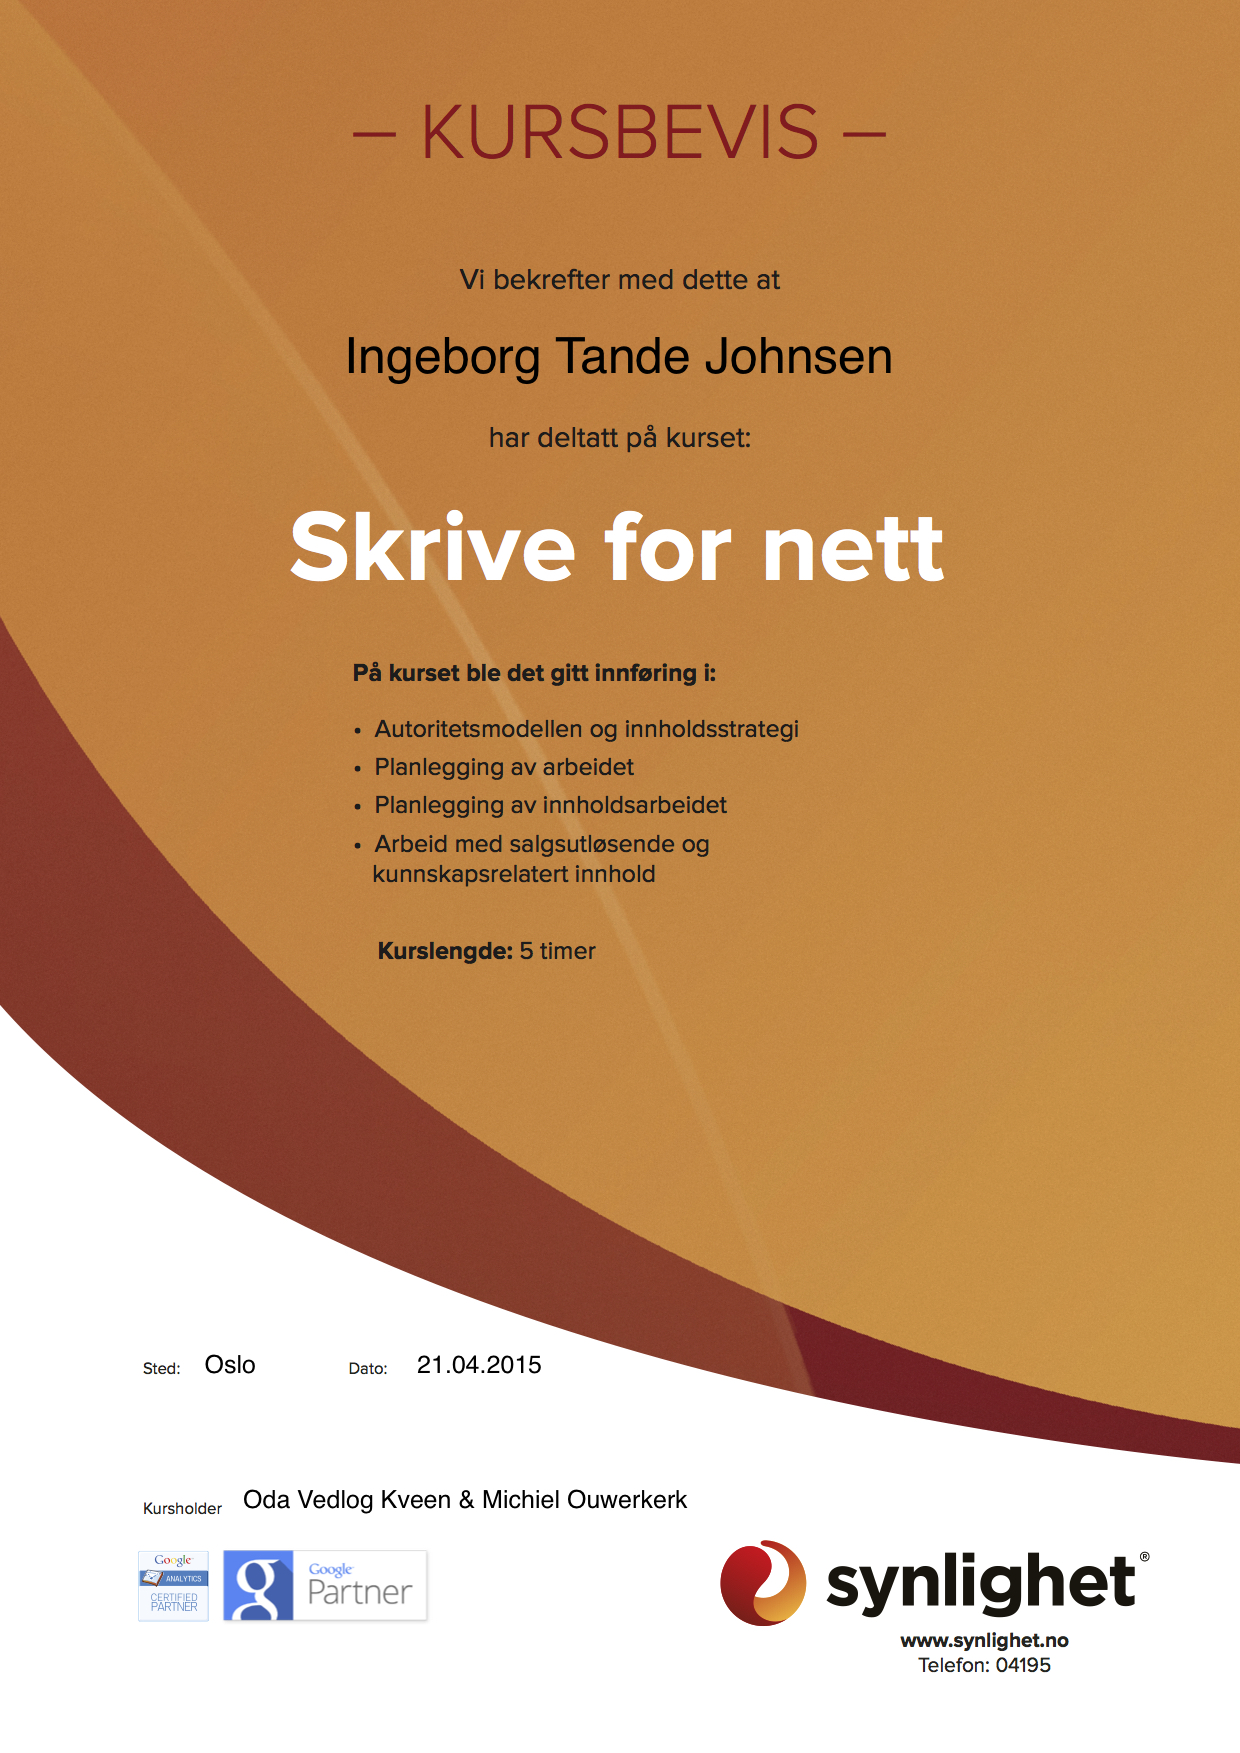 – KURSBEVIS –
Vi bekrefter med dette at
Ingeborg Tande Johnsen
har deltatt på kurset:
Skrive for nett
På kurset ble det gitt innføring i:
• Autoritetsmodellen og innholdsstrategi
• Planlegging av arbeidet
• Planlegging av innholdsarbeidet
• Arbeid med salgsutløsende og
kunnskapsrelatert innhold
Kurslengde: 5 timer
Sted: Oslo Dato: 21.04.2015
Kursholder Oda Vedlog Kveen & Michiel Ouwerkerk
Google
ANALYTICS
CERTIFIED
PARTNER
g
Google
Partner
synlighet®
www.synlighet.no
Telefon: 04195